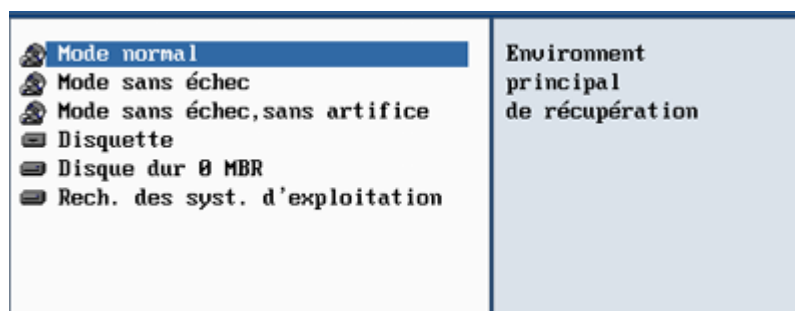 Mode normal
Mode sans échec
Mode sans échec,sans artifice
Disquette
Disque dur 0 MBR
Rech. des syst. d'exploitation
Environnent
principal
de récupération